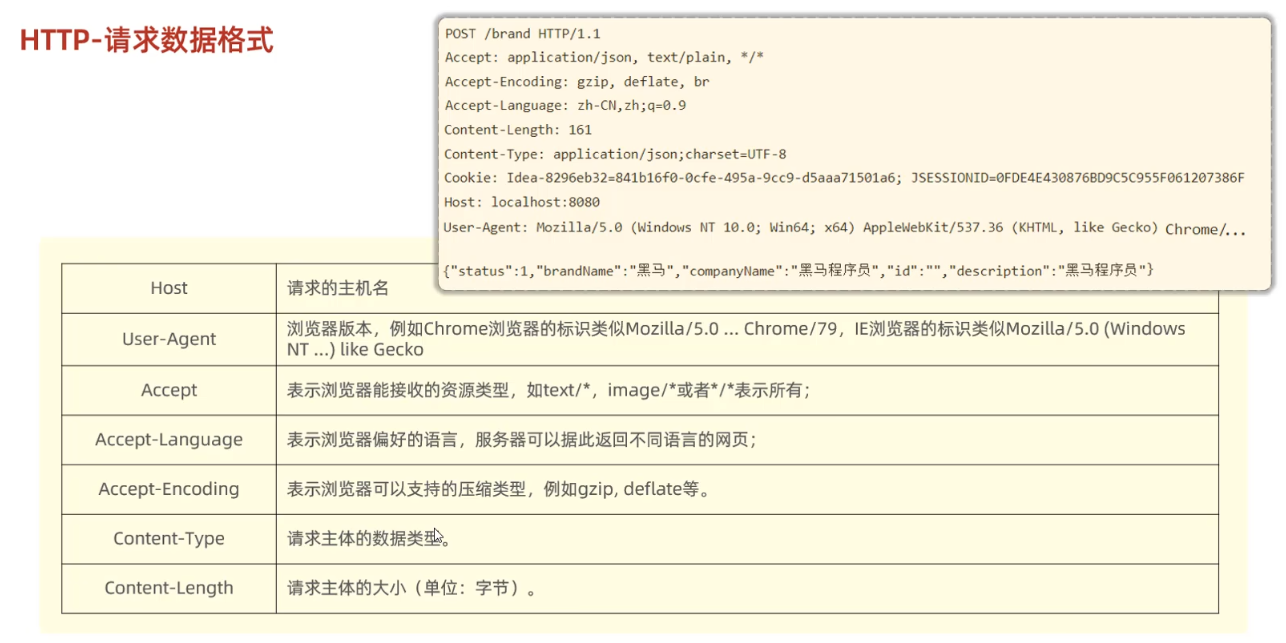 HTTP-请求数据格式
POST /brand HTTP/1.1
Accept: application/json, text/plain, */*
Accept-Encoding: gzip, deflate, br
Accept-Language: zh-CN,zh;q=0.9
Content-Length: 161
Content-Type: application/json;charset=UTF-8
Cookie: Idea-8296eb32=841b16f0-0cfe-495a-9cc9-d5aaa71501a6; JSESSIONID=0FDE4E430876BD9C5C955F061207386F
Host: localhost:8080
User-Agent: Mozilla/5.0 (Windows NT 10.0; Win64; x64) AppleWebKit/537.36 (KHTML, like Gecko) Chrome/...
{"status":1,"brandName":"黑马","companyName":"黑马程序员","id":"","description":"黑马程序员"}
Host 请求的主机名
User-Agent 浏览器版本，例如Chrome浏览器的标识类似Mozilla/5.0 ... Chrome/79，IE浏览器的标识类似Mozilla/5.0 (Windows
NT ...) like Gecko
Accept 表示浏览器能接收的资源类型，如text/*，image/*或者*/*表示所有；
Accept-Language 表示浏览器偏好的语言，服务器可以据此返回不同语言的网页；
Accept-Encoding 表示浏览器可以支持的压缩类型，例如gzip, deflate等。
Content-Type 请求主体的数据类型。
Content-Length 请求主体的大小（单位：字节）。